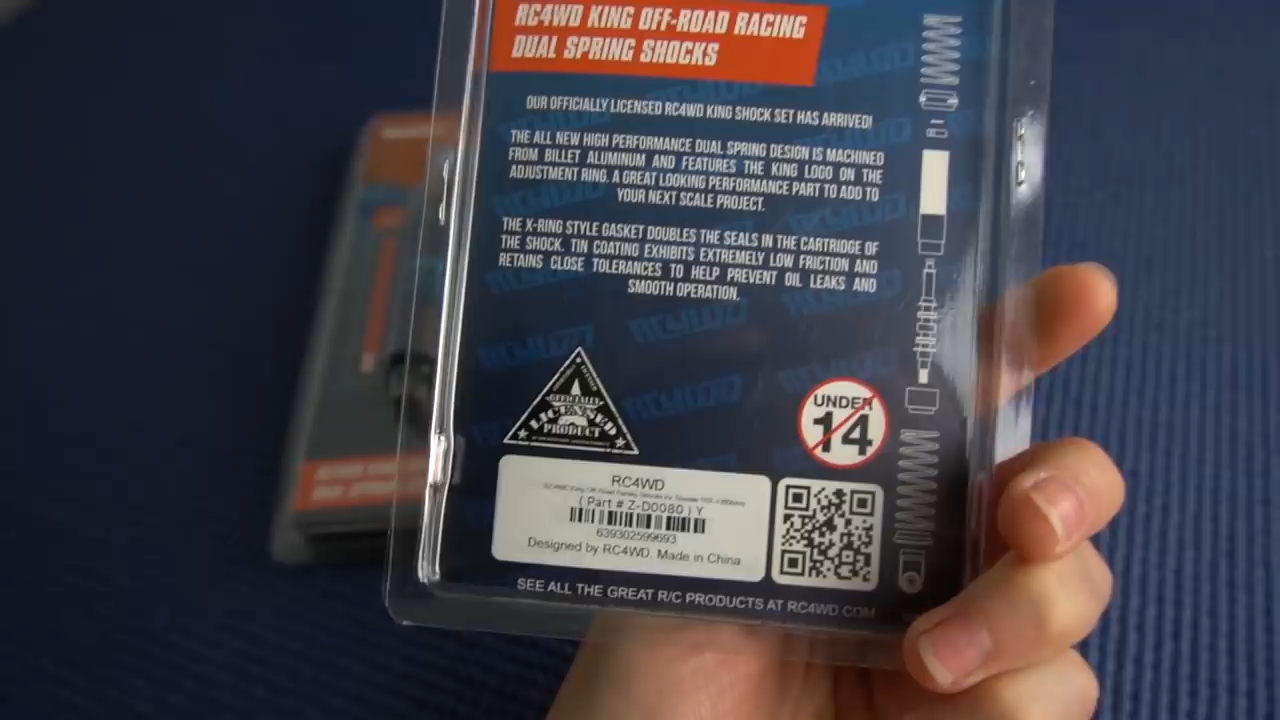 RC4WD KING OFF-ROAD RACING
DUAL SPRING SHOCKS
OUR OFFICIALLY LICENSED RC4WD KING SHOCK SET HAS ARRIVED!
THE ALL NEW HIGH PERFORMANCE DUAL SPRING DESIGN IS MACHINED
FROM BILLET ALUMINUM AND FEATURES THE KING LOGO ON THE
ADJUSTMENT RING. A GREAT LOOKING PERFORMANCE PART TO ADD TO
YOUR NEXT SCALE PROJECT.
THE X-RING STYLE GASKET DOUBLES THE SEALS IN THE CARTRIDGE OF
THE SHOCK. TIN COATING EXHIBITS EXTREMELY LOW FRICTION AND
RETAINS CLOSE TOLERANCES TO HELP PREVENT OIL LEAKS AND
SMOOTH OPERATION.
OFFICIALLY
LICENSED
PRODUCT
UNDER
14
RC4WD
( Part # Z-D0080 ) Y
639302599693
Designed by RC4WD. Made in China
SEE ALL THE GREAT R/C PRODUCTS AT RC4WD.COM